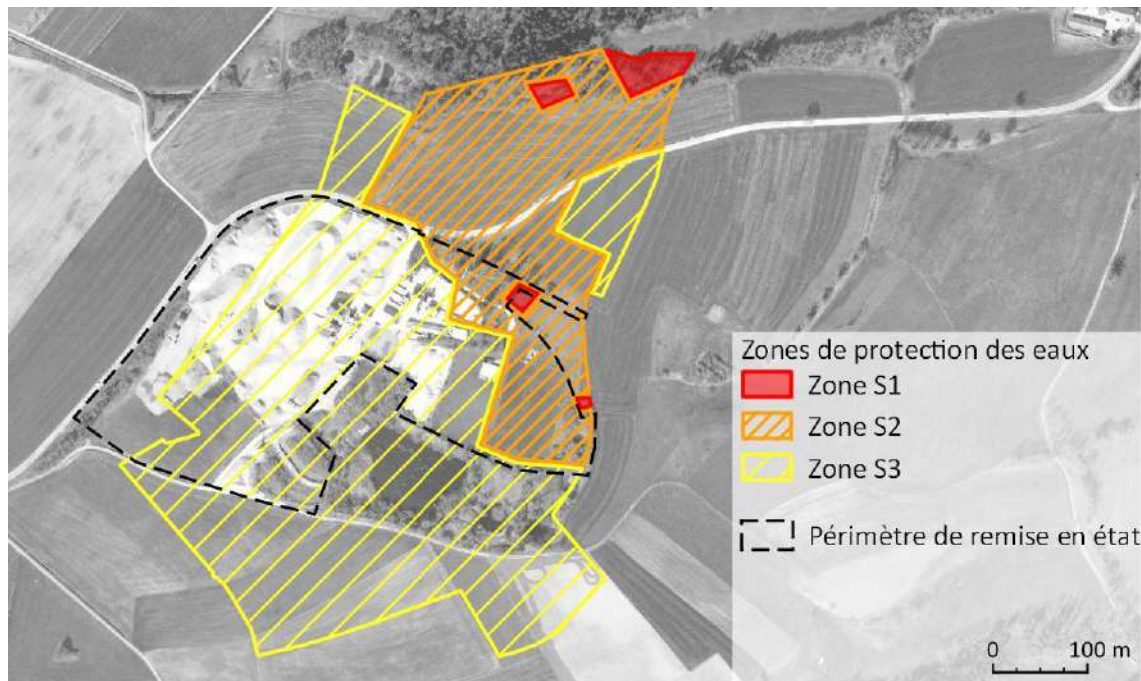 Zones de protection des eaux
Zone S1
Zone S2
Zone S3
Périmètre de remise en état
0 100 m